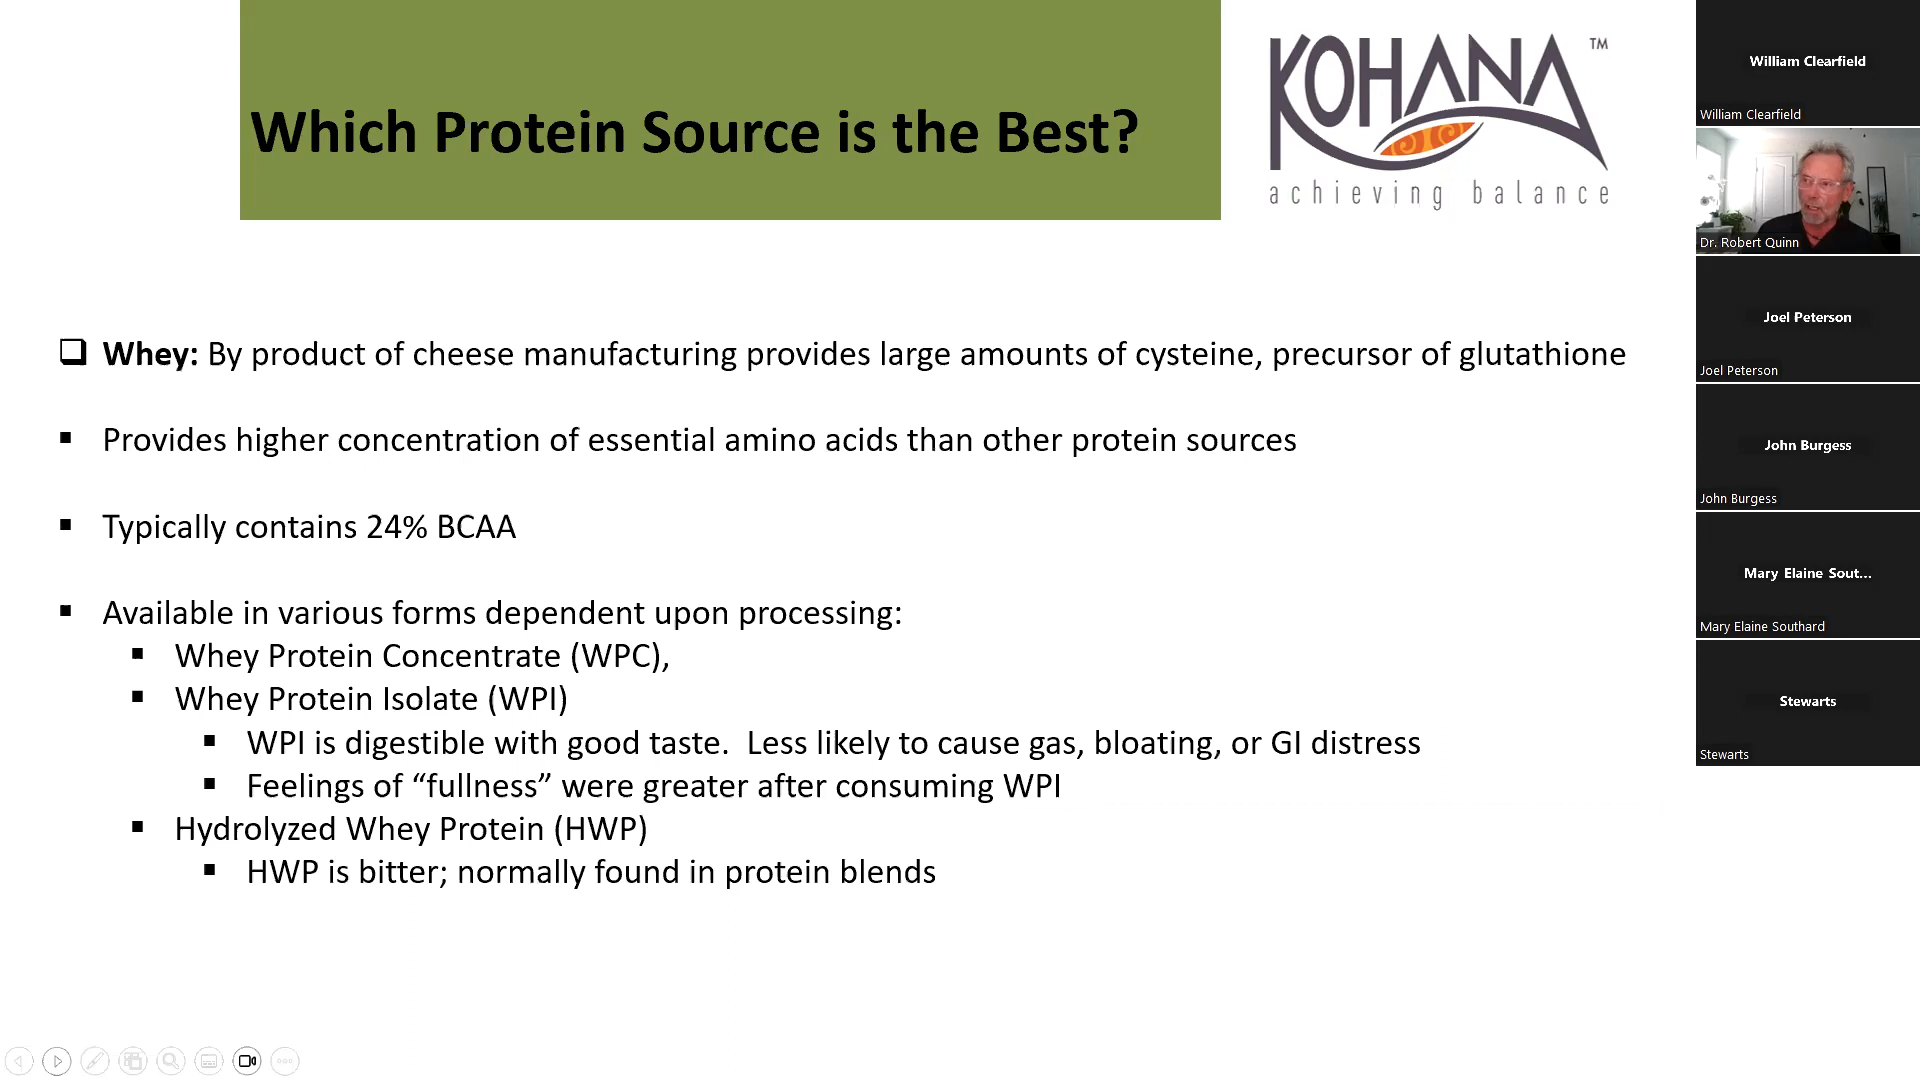 Which Protein Source is the Best?
KOHANA™
achieving balance
Whey: By product of cheese manufacturing provides large amounts of cysteine, precursor of glutathione
Provides higher concentration of essential amino acids than other protein sources
Typically contains 24% BCAA
Available in various forms dependent upon processing:
Whey Protein Concentrate (WPC),
Whey Protein Isolate (WPI)
WPI is digestible with good taste.  Less likely to cause gas, bloating, or GI distress
Feelings of “fullness” were greater after consuming WPI
Hydrolyzed Whey Protein (HWP)
HWP is bitter; normally found in protein blends
William Clearfield
William Clearfield
Dr. Robert Quinn
Joel Peterson
Joel Peterson
John Burgess
John Burgess
Mary Elaine Sout...
Mary Elaine Southard
Stewarts
Stewarts